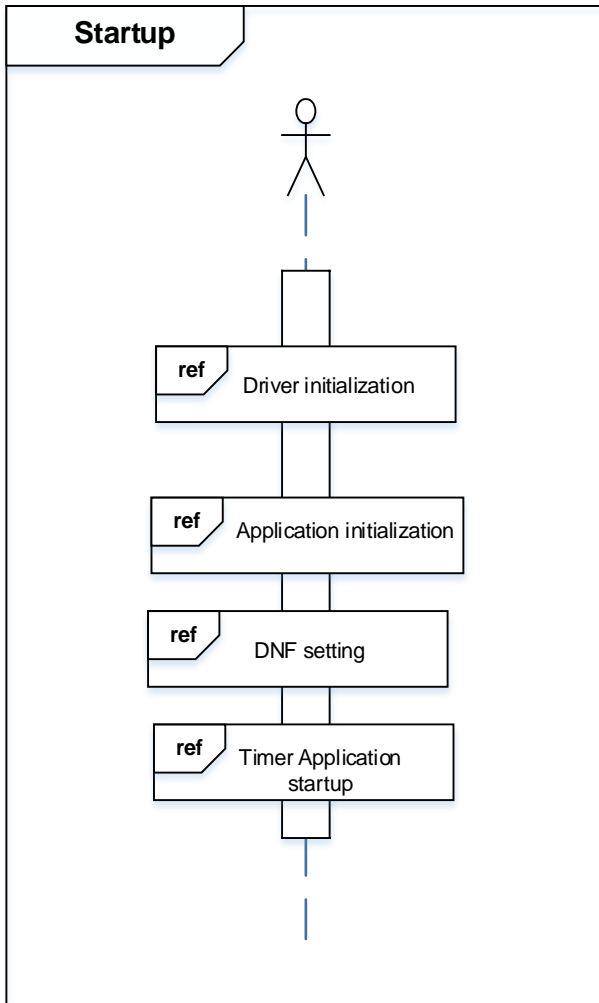 Startup
ref
Driver initialization
ref
Application initialization
ref
DNF setting
ref
Timer Application
startup